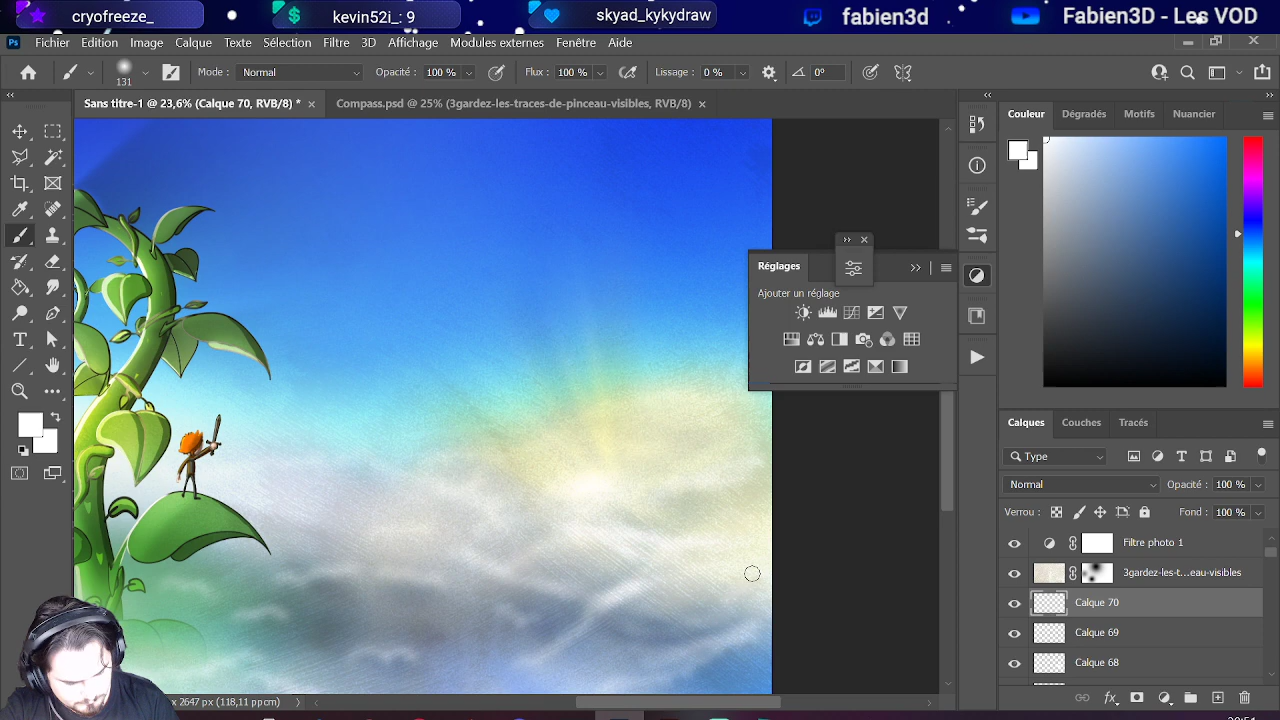 cryofreeze_ kevin52i_: 9 skyad_kykydraw fabien3d Fabien3D - Les VOD
Ps Fichier Edition Image Calque Texte Sélection Filtre 3D Affichage Modules externes Fenêtre Aide
131 Mode : Normal Opacité : 100 % Flux : 100 % Lissage : 0 % 0°
Sans titre-1 @ 23,6% (Calque 70, RVB/8) * Compass.psd @ 25% (3gardez-les-traces-de-pinceau-visibles, RVB/8)
Couleur Dégradés Motifs Nuancier
Réglages
Ajouter un réglage
Calques Couches Tracés
Type
Normal Opacité : 100 %
Verrou : Fond : 100 %
Filtre photo 1
3gardez-les-t...eau-visibles
Calque 70
Calque 69
Calque 68
x 2647 px (118,11 ppcm)
fx